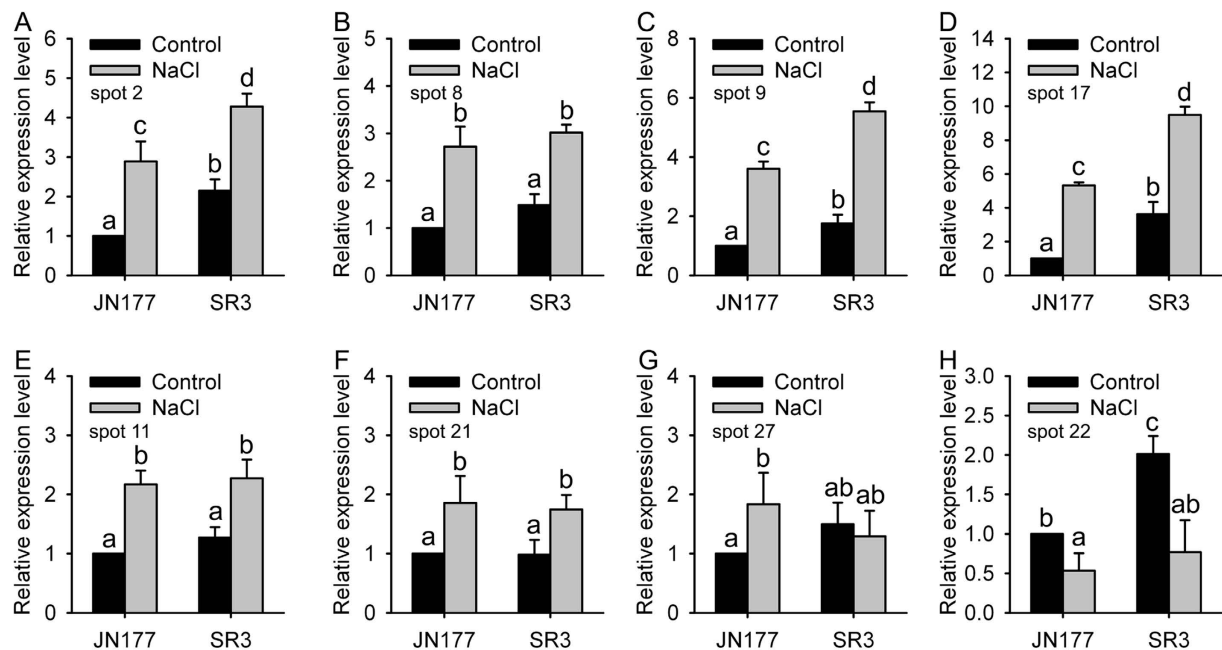 A
Relative expression level
6
5
4
3
2
1
0
Control
NaCl
spot 2
a
c
b
d
JN177
SR3
B
Relative expression level
5
4
3
2
1
0
Control
NaCl
spot 8
a
b
a
b
JN177
SR3
C
Relative expression level
8
6
4
2
0
Control
NaCl
spot 9
a
c
b
d
JN177
SR3
D
Relative expression level
14
12
10
8
6
4
2
0
Control
NaCl
spot 17
a
c
b
d
JN177
SR3
E
Relative expression level
4
3
2
1
0
Control
NaCl
spot 11
a
b
a
b
JN177
SR3
F
Relative expression level
4
3
2
1
0
Control
NaCl
spot 21
a
b
a
b
JN177
SR3
G
Relative expression level
4
3
2
1
0
Control
NaCl
spot 27
a
b
ab
ab
JN177
SR3
H
Relative expression level
3.0
2.5
2.0
1.5
1.0
0.5
0.0
Control
NaCl
spot 22
b
a
c
ab
JN177
SR3